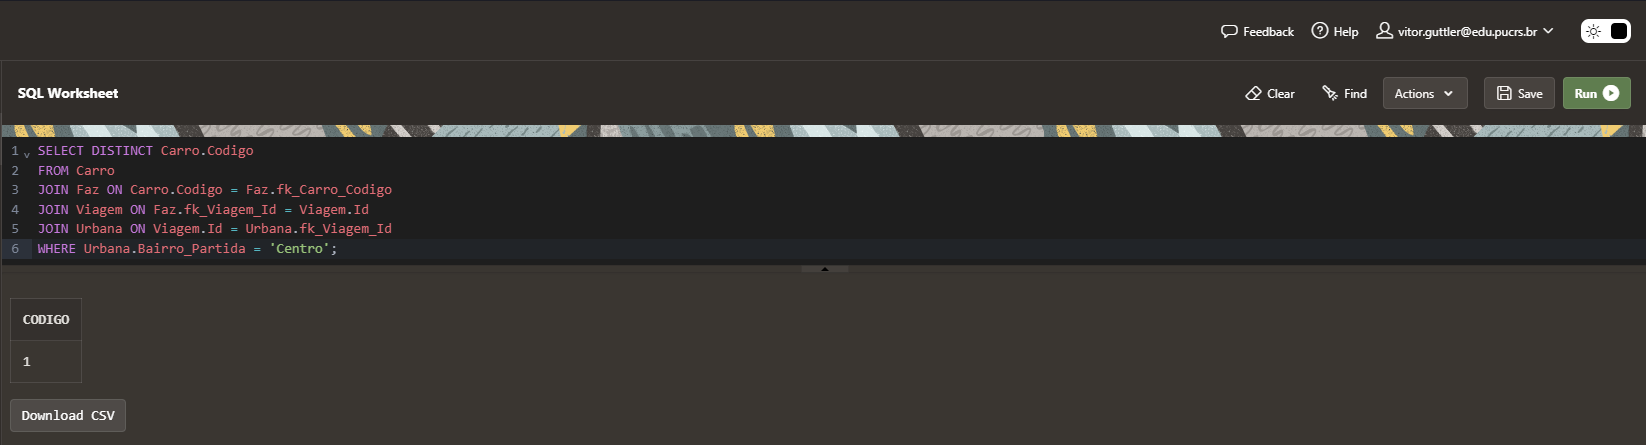 Feedback Help vitor.guttler@edu.pucrs.br
SQL Worksheet Clear Find Actions Save Run
1 SELECT DISTINCT Carro.Codigo
2 FROM Carro
3 JOIN Faz ON Carro.Codigo = Faz.fk_Carro_Codigo
4 JOIN Viagem ON Faz.fk_Viagem_Id = Viagem.Id
5 JOIN Urbana ON Viagem.Id = Urbana.fk_Viagem_Id
6 WHERE Urbana.Bairro_Partida = 'Centro';
CODIGO
1
Download CSV